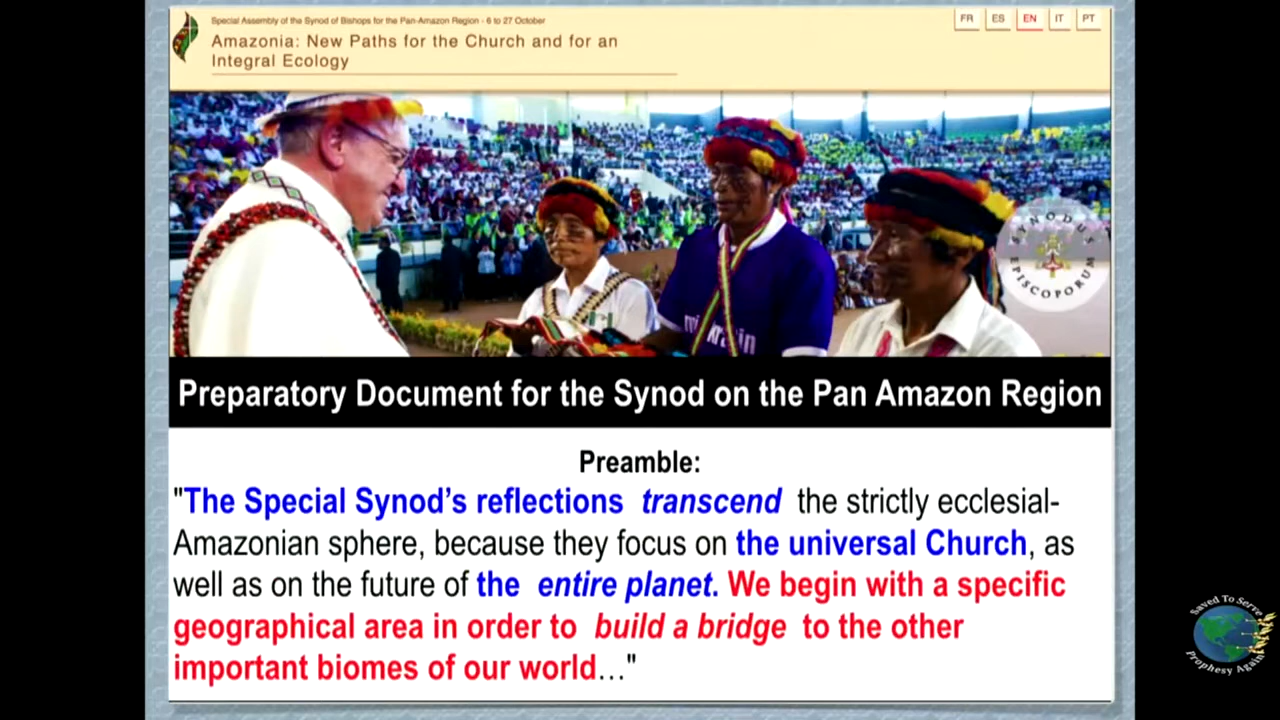 Special Assembly of the Synod of Bishops for the Pan-Amazon Region - 6 to 27 October
FR ES EN IT PT
Amazonia: New Paths for the Church and for an
Integral Ecology
SYNODUS
EPISCOPORUM
Preparatory Document for the Synod on the Pan Amazon Region
Preamble:
"The Special Synod’s reflections transcend the strictly ecclesial-
Amazonian sphere, because they focus on the universal Church, as
well as on the future of the entire planet. We begin with a specific
geographical area in order to build a bridge to the other
important biomes of our world…"
Saved To Serve
Prophesy Again